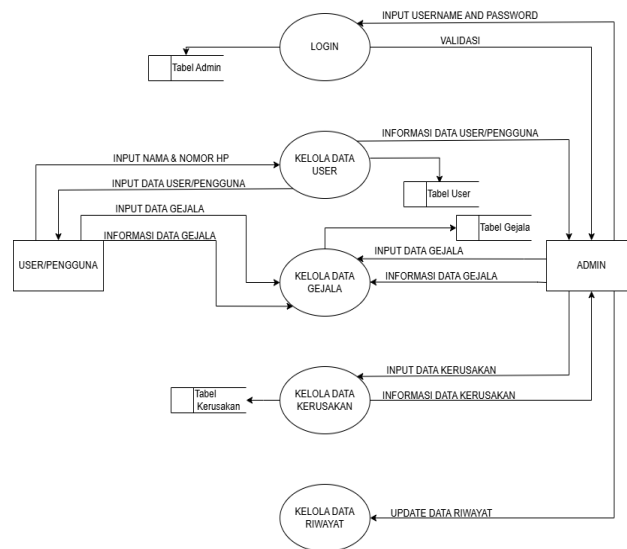 INPUT USERNAME AND PASSWORD
LOGIN
VALIDASI
Tabel Admin
INFORMASI DATA USER/PENGGUNA
INPUT NAMA & NOMOR HP
KELOLA DATA
USER
INPUT DATA USER/PENGGUNA
Tabel User
INPUT DATA GEJALA
Tabel Gejala
INFORMASI DATA GEJALA
INPUT DATA GEJALA
USER/PENGGUNA
KELOLA DATA
GEJALA
ADMIN
INFORMASI DATA GEJALA
INPUT DATA KERUSAKAN
Tabel
Kerusakan
KELOLA DATA
KERUSAKAN
INFORMASI DATA KERUSAKAN
KELOLA DATA
RIWAYAT
UPDATE DATA RIWAYAT